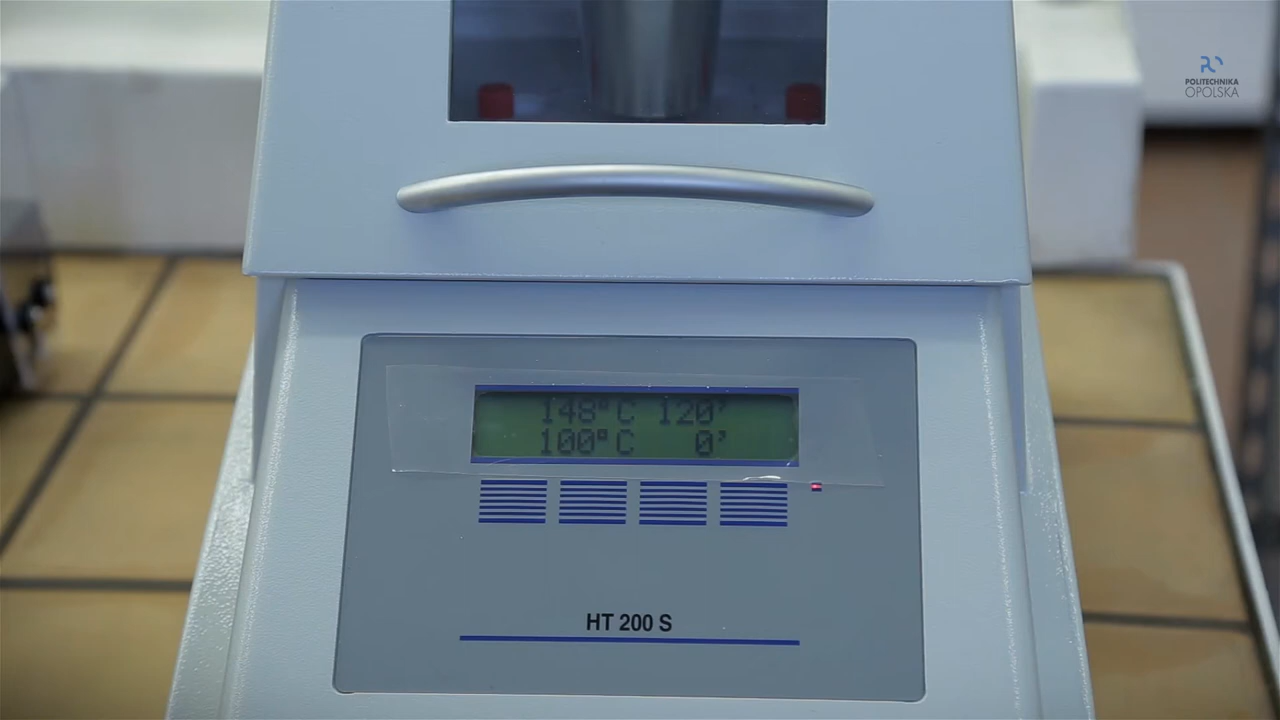 POLITECHNIKA
OPOLSKA
148°C 120'
100°C 0'
HT 200 S